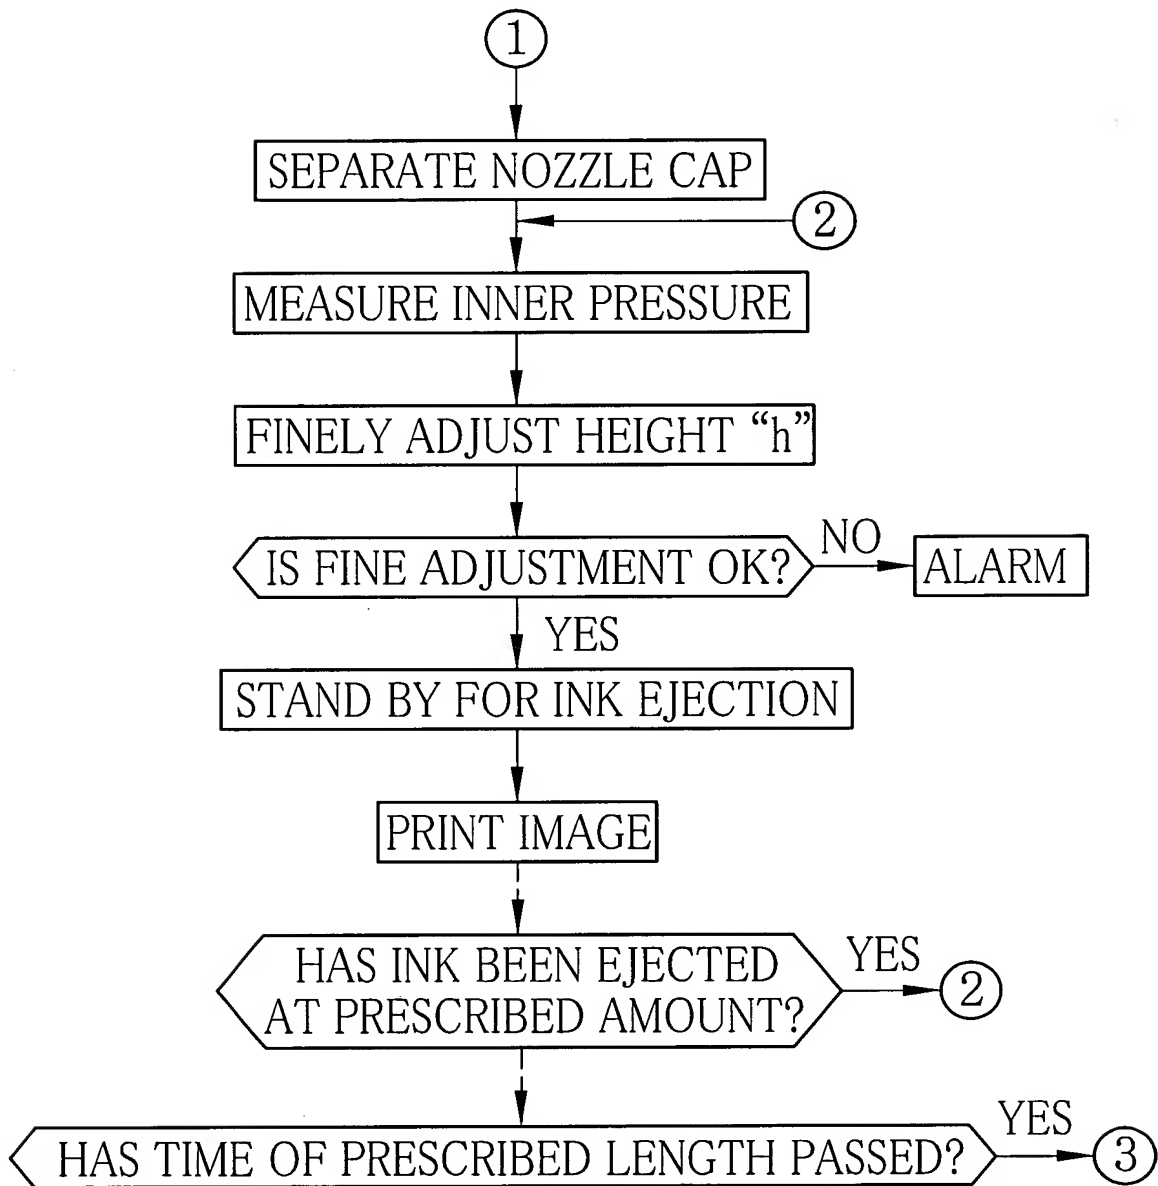 1
SEPARATE NOZZLE CAP
2
MEASURE INNER PRESSURE
FINELY ADJUST HEIGHT “h”
IS FINE ADJUSTMENT OK?
NO
ALARM
YES
STAND BY FOR INK EJECTION
PRINT IMAGE
HAS INK BEEN EJECTED
AT PRESCRIBED AMOUNT?
YES
2
HAS TIME OF PRESCRIBED LENGTH PASSED?
YES
3